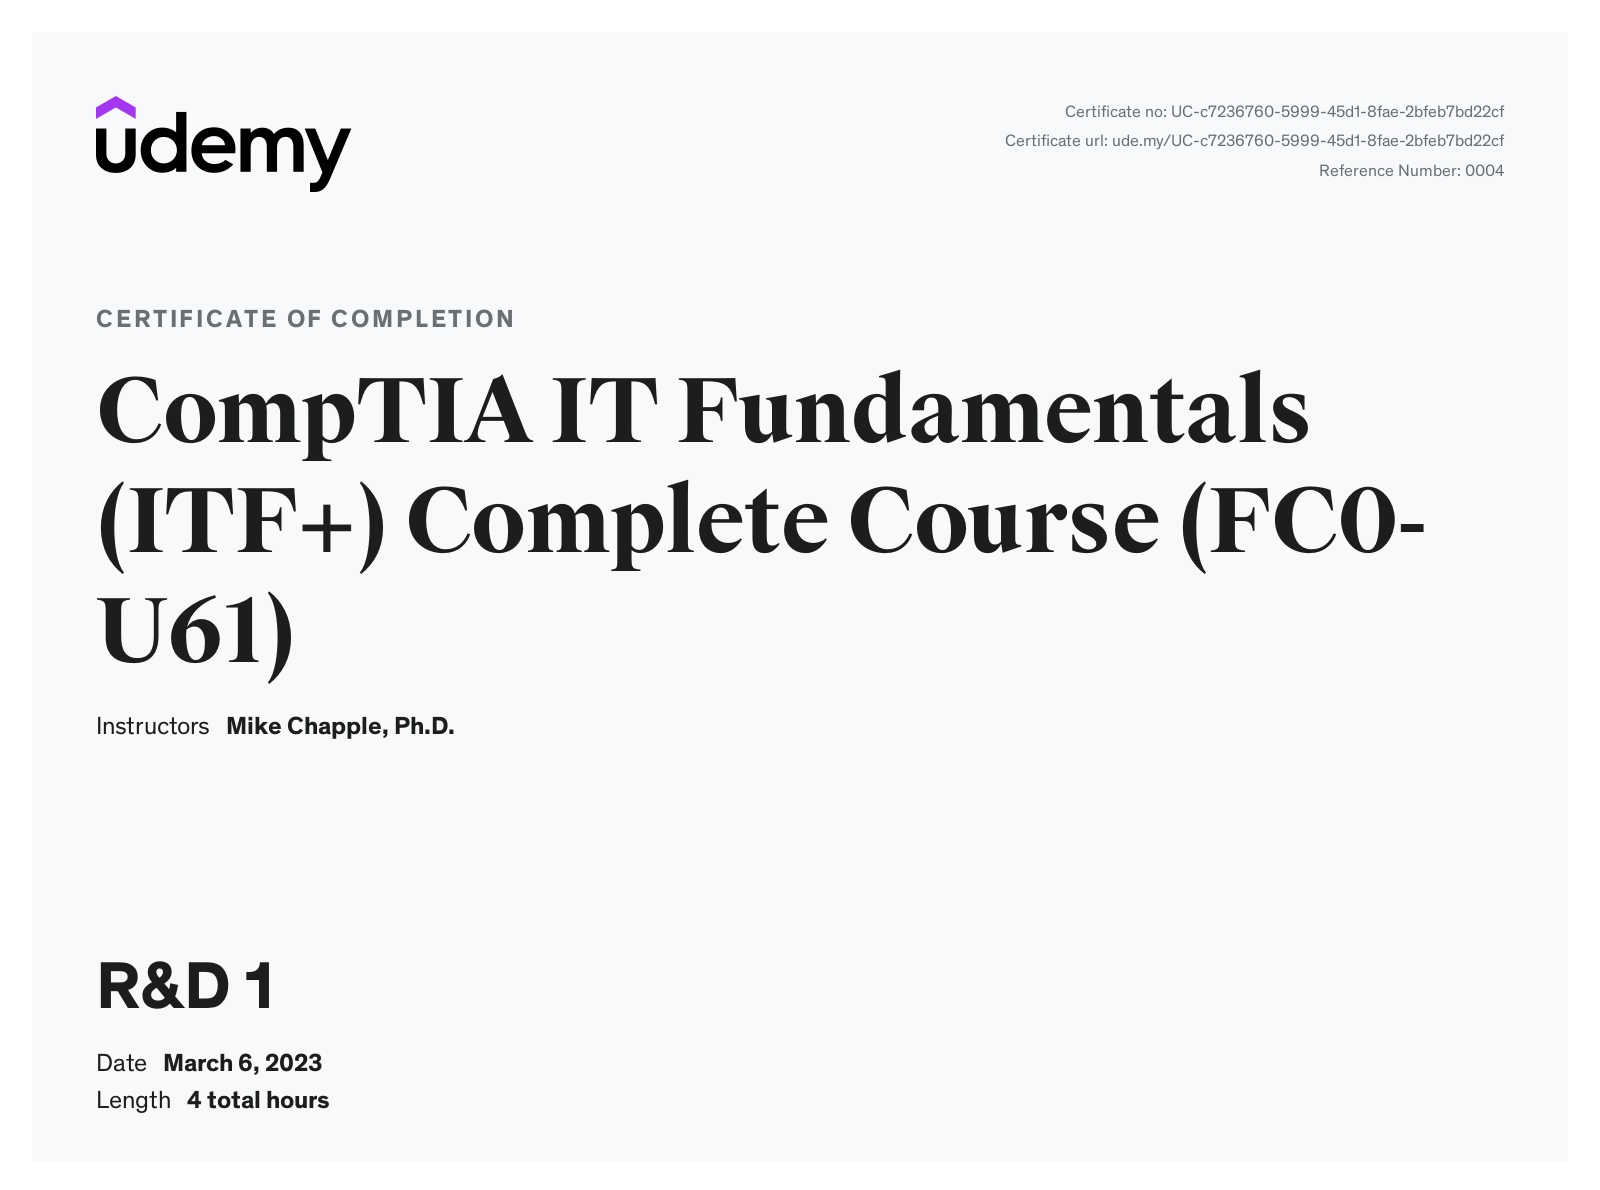 udemy
Certificate no: UC-c7236760-5999-45d1-8fae-2bfeb7bd22cf
Certificate url: ude.my/UC-c7236760-5999-45d1-8fae-2bfeb7bd22cf
Reference Number: 0004
CERTIFICATE OF COMPLETION
CompTIA IT Fundamentals
(ITF+) Complete Course (FC0-
U61)
Instructors Mike Chapple, Ph.D.
R&D 1
Date March 6, 2023
Length 4 total hours